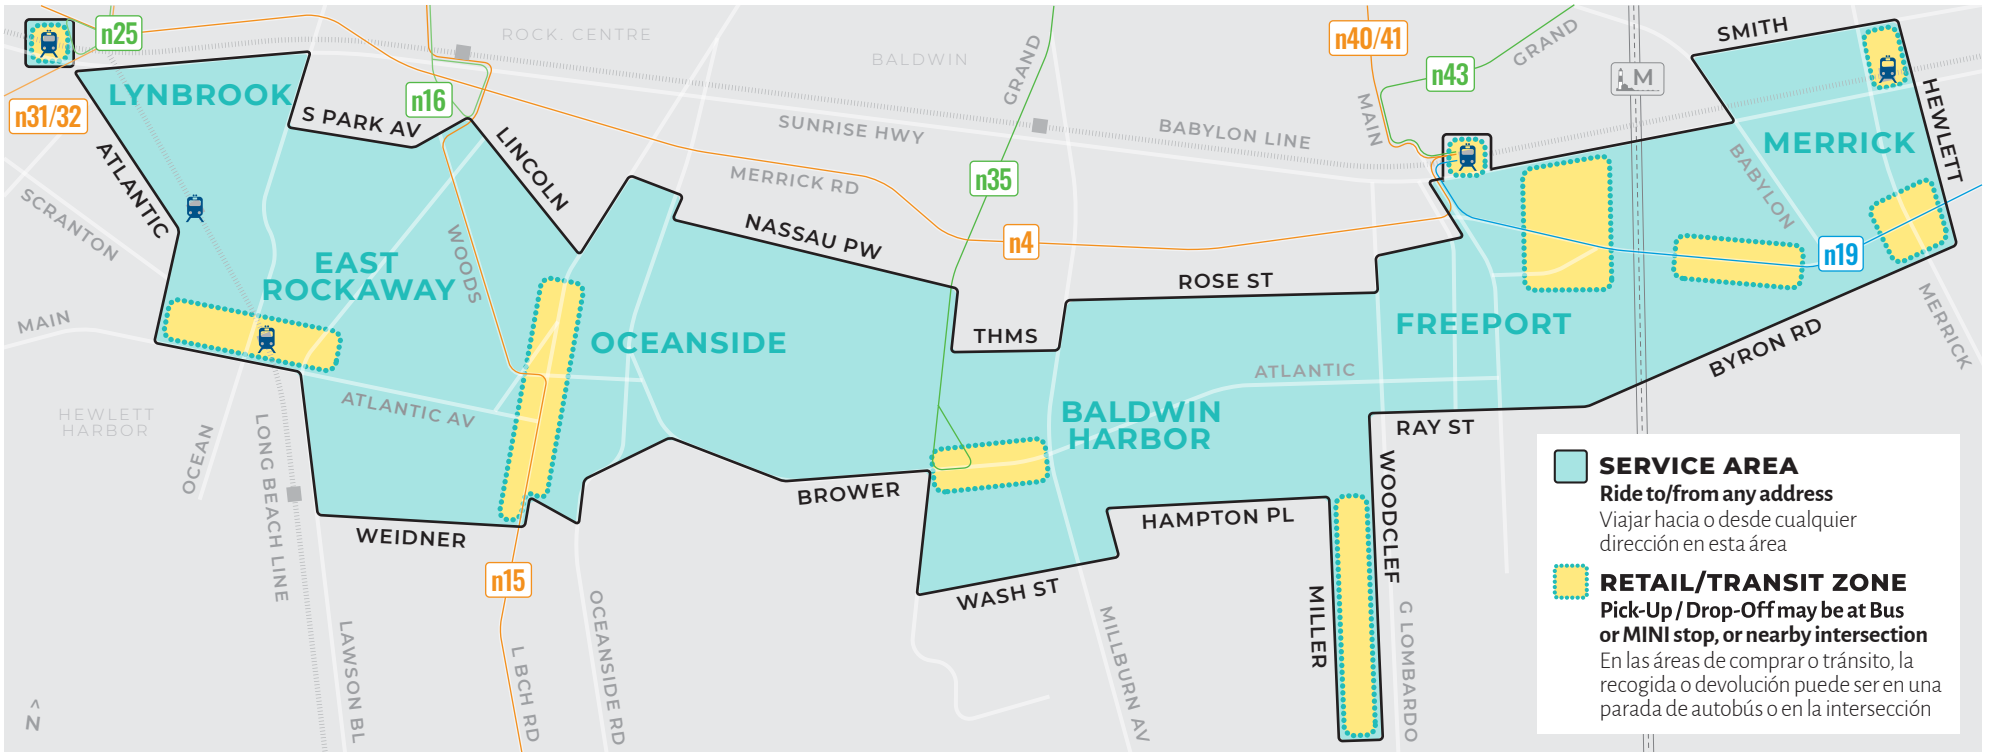 n25
ROCK. CENTRE
BALDWIN
GRAND
n40/41
n43
GRAND
M
SMITH
HEWLETT
n31/32
LYNBROOK
S PARK AV
n16
LINCOLN
SUNRISE HWY
BABYLON LINE
MAIN
MERRICK
BABYLON
ATLANTIC
SCRANTON
MERRICK RD
n35
NASSAU PW
n4
n19
WOODS
EAST
ROCKAWAY
ROSE ST
MERRICK
MAIN
OCEANSIDE
THMS
FREEPORT
BYRON RD
HEWLETT
HARBOR
OCEAN
LONG BEACH LINE
ATLANTIC AV
ATLANTIC
BALDWIN
HARBOR
RAY ST
WOODCLEF
BROWER
WEIDNER
HAMPTON PL
WASH ST
n15
MILLER
G LOMBARDO
LAWSON BL
L BCH RD
OCEANSIDE RD
MILLBURN AV
N
SERVICE AREA
Ride to/from any address
Viajar hacia o desde cualquier
dirección en esta área
RETAIL/TRANSIT ZONE
Pick-Up / Drop-Off may be at Bus
or MINI stop, or nearby intersection
En las áreas de comprar o tránsito, la
recogida o devolución puede ser en una
parada de autobús o en la intersección